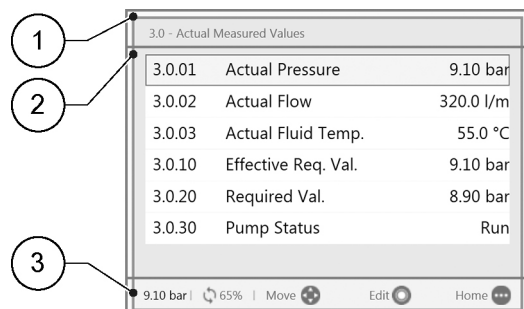 1
3.0 - Actual Measured Values
2
3.0.01 Actual Pressure 9.10 bar
3.0.02 Actual Flow 320.0 l/m
3.0.03 Actual Fluid Temp. 55.0 °C
3.0.10 Effective Req. Val. 9.10 bar
3.0.20 Required Val. 8.90 bar
3.0.30 Pump Status Run
3
9.10 bar | 65% | Move Edit Home